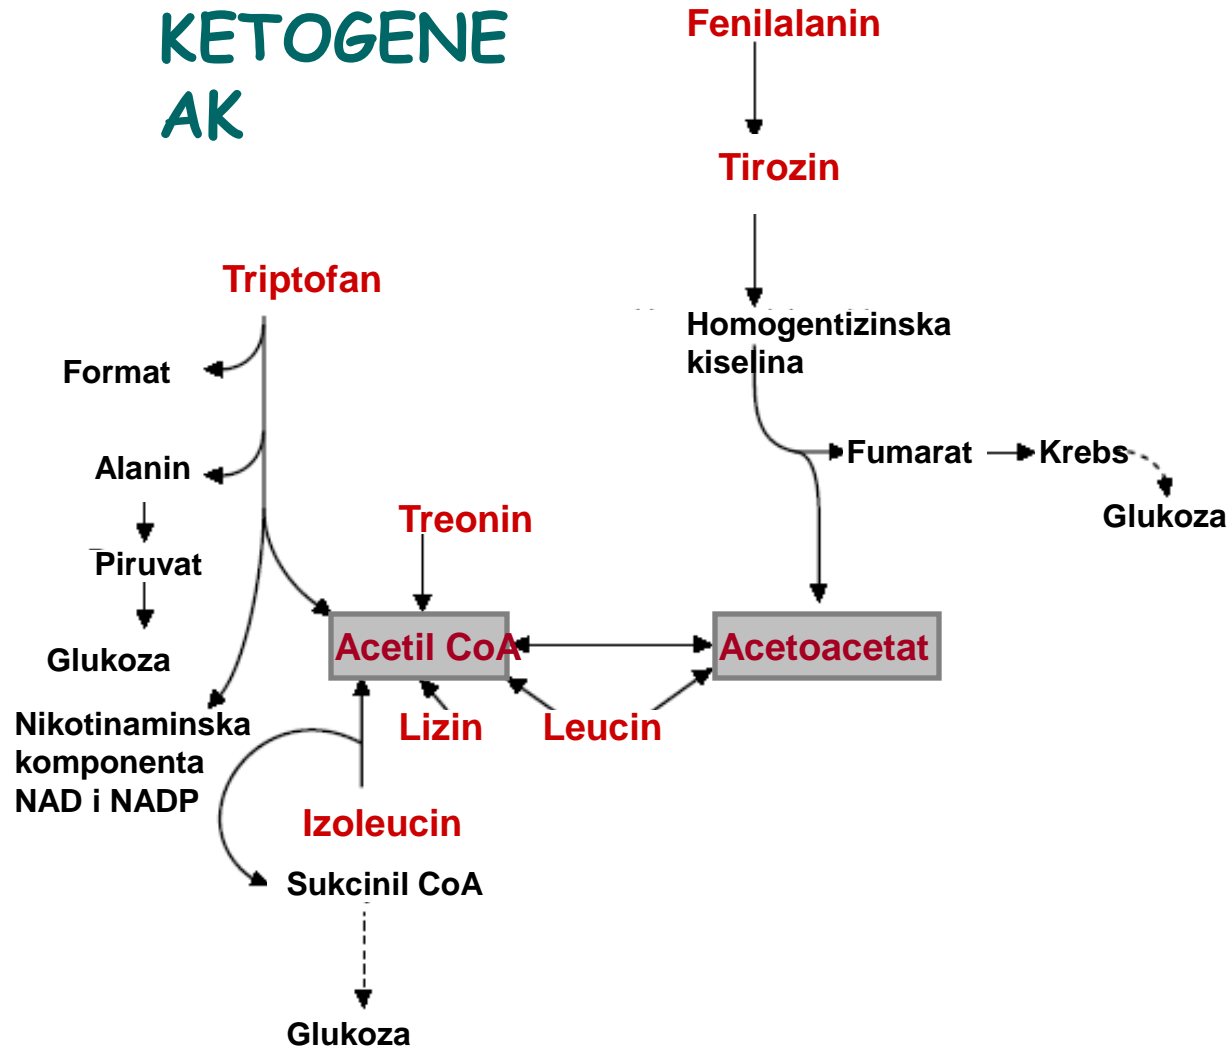 KETOGENE
AK
Fenilalanin
Tirozin
Triptofan
Homogentizinska
kiselina
Format
Fumarat
Krebs
Alanin
Glukoza
Treonin
Piruvat
Acetil CoA
Acetoacetat
Glukoza
Nikotinaminska
komponenta
NAD i NADP
Lizin
Leucin
Izoleucin
Sukcinil CoA
Glukoza